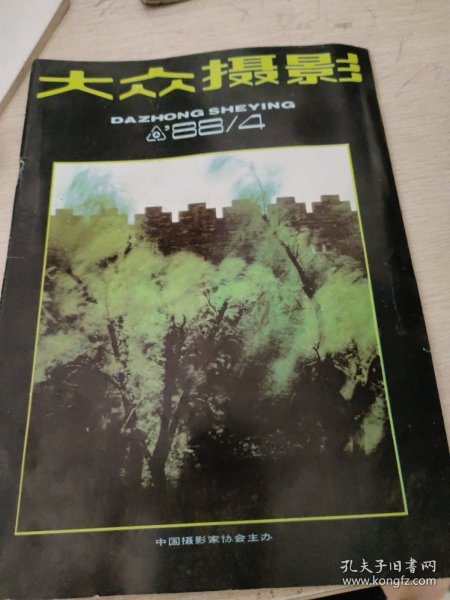 大众摄影
DAZHONG SHEYING
'88/4
中国摄影家协会主办
孔夫子旧书网
www.kongfz.com